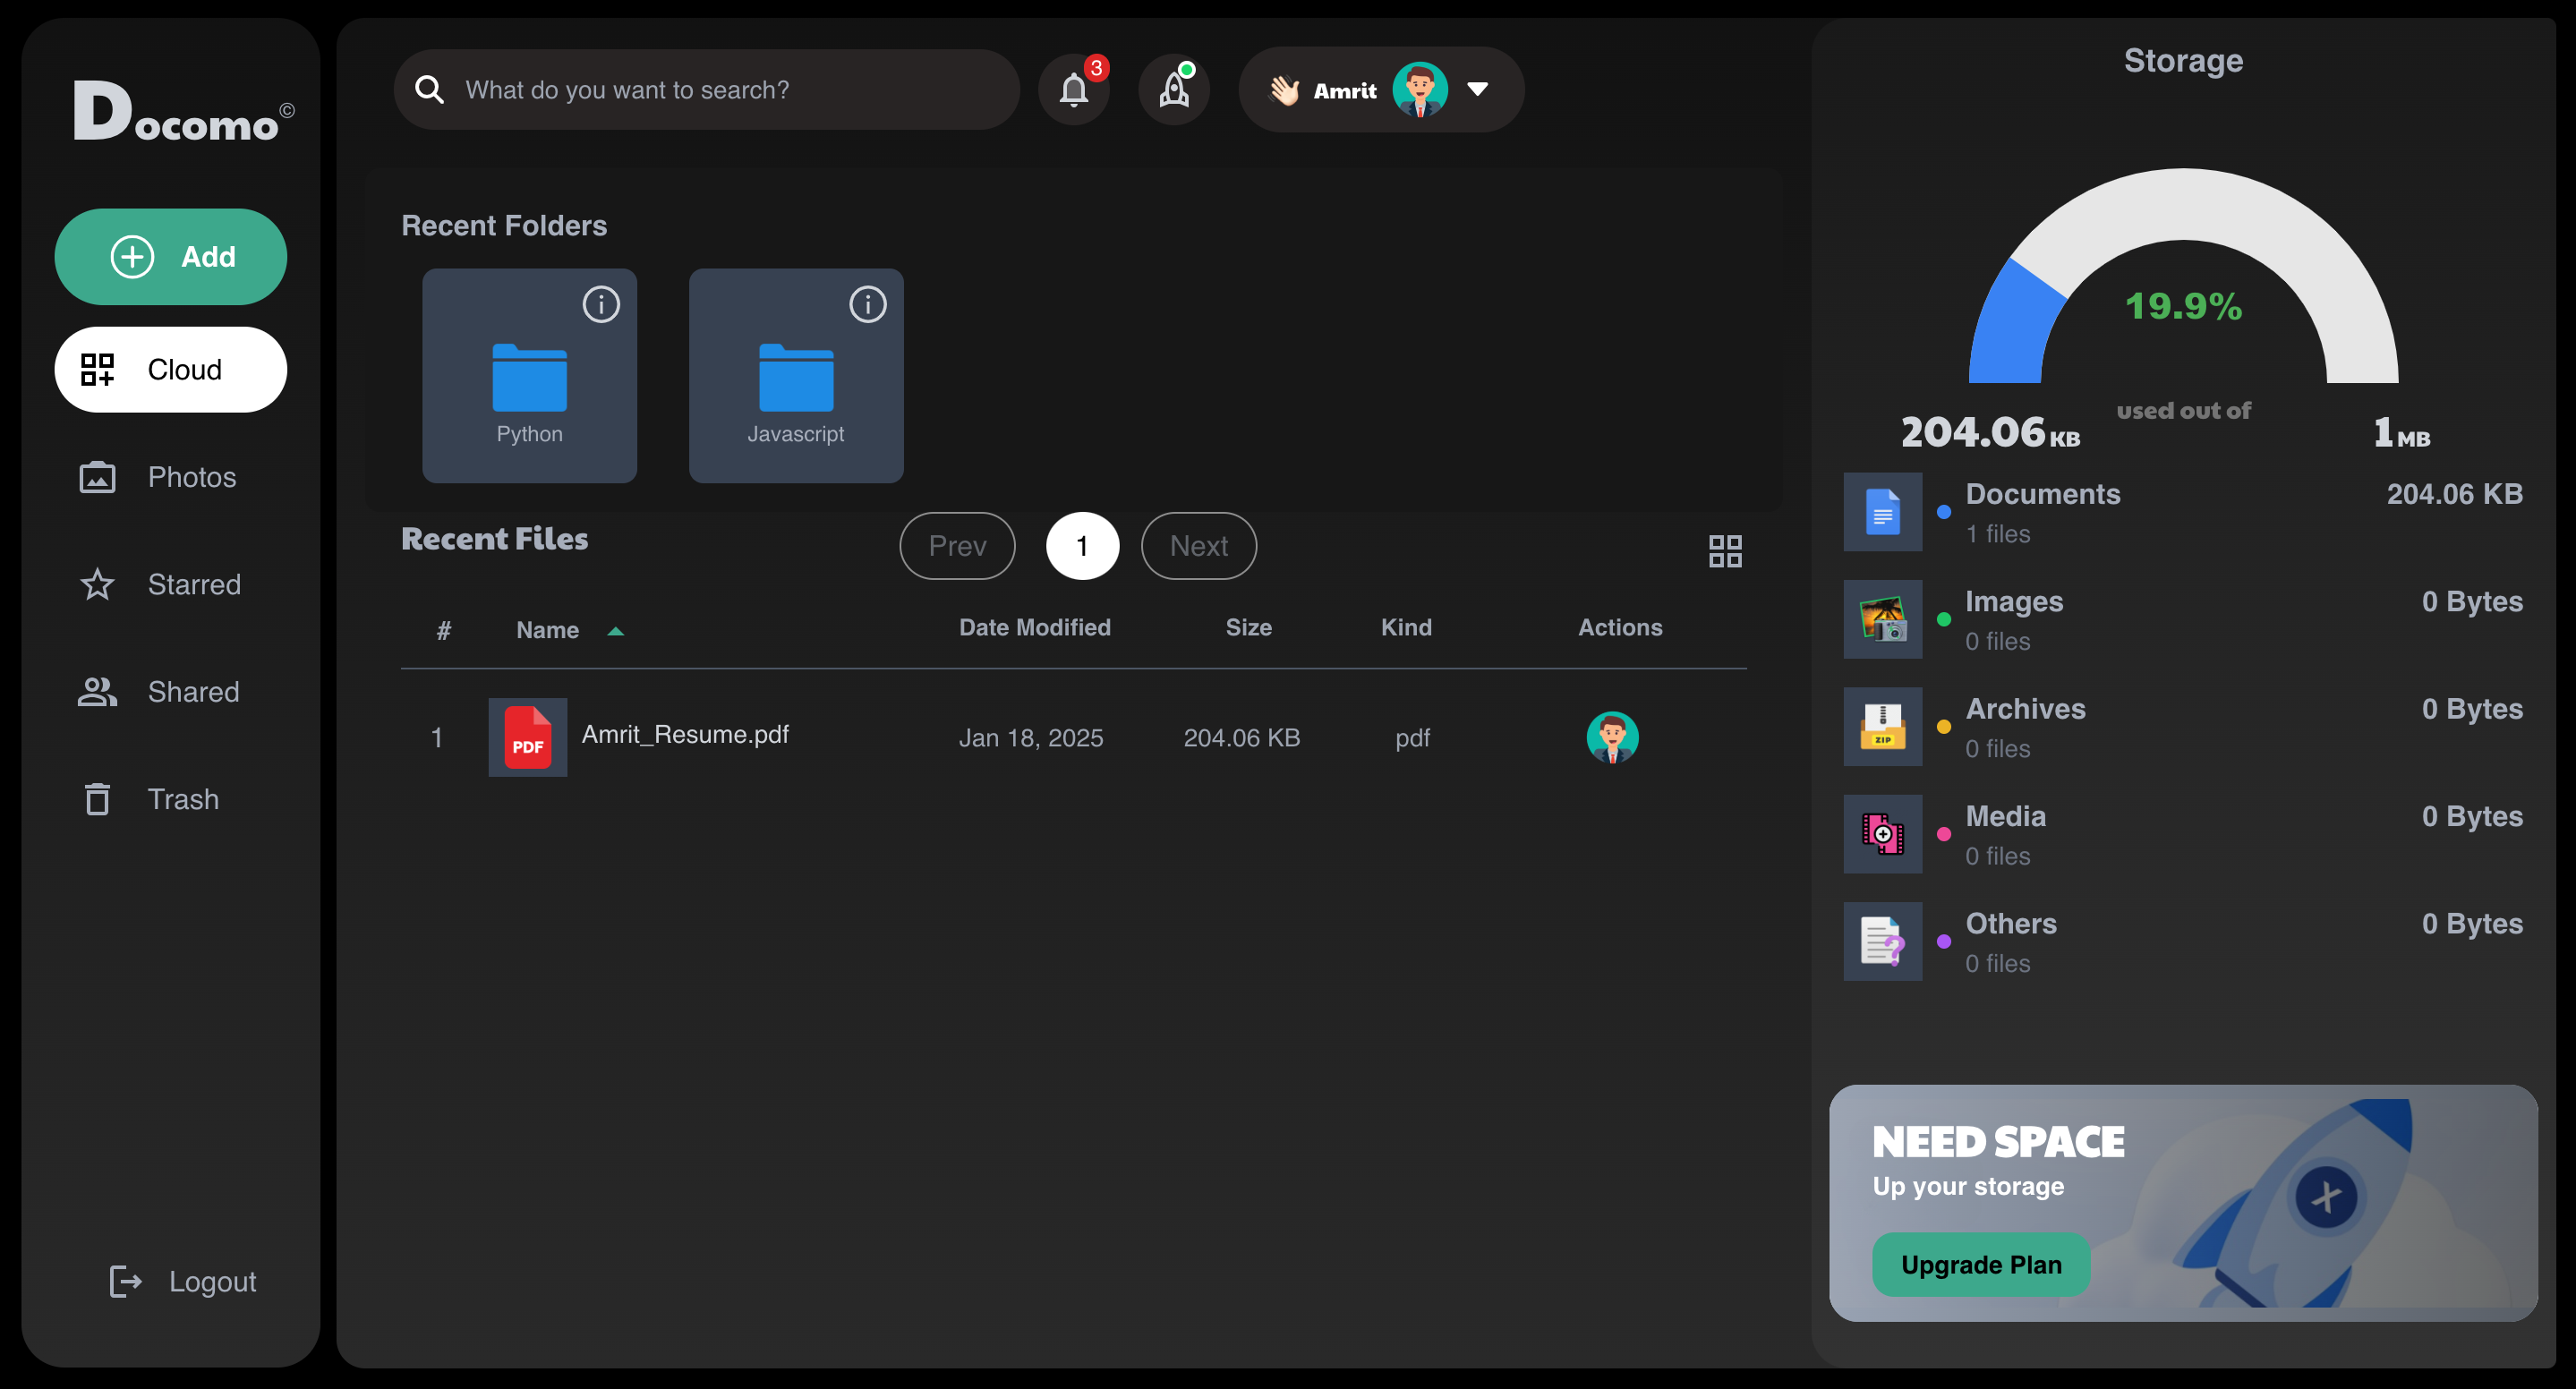 Docomo©
Add
Cloud
Photos
Starred
Shared
Trash
Logout
What do you want to search?
3
👋🏻 Amrit
Recent Folders
Python
Javascript
Recent Files
Prev 1 Next
# Name Date Modified Size Kind Actions
1 PDF Amrit_Resume.pdf Jan 18, 2025 204.06 KB pdf
Storage
19.9%
used out of
204.06 KB 1 MB
Documents 204.06 KB
1 files
Images 0 Bytes
0 files
Archives 0 Bytes
ZIP
0 files
Media 0 Bytes
0 files
Others 0 Bytes
?
0 files
NEED SPACE
Up your storage
X
Upgrade Plan